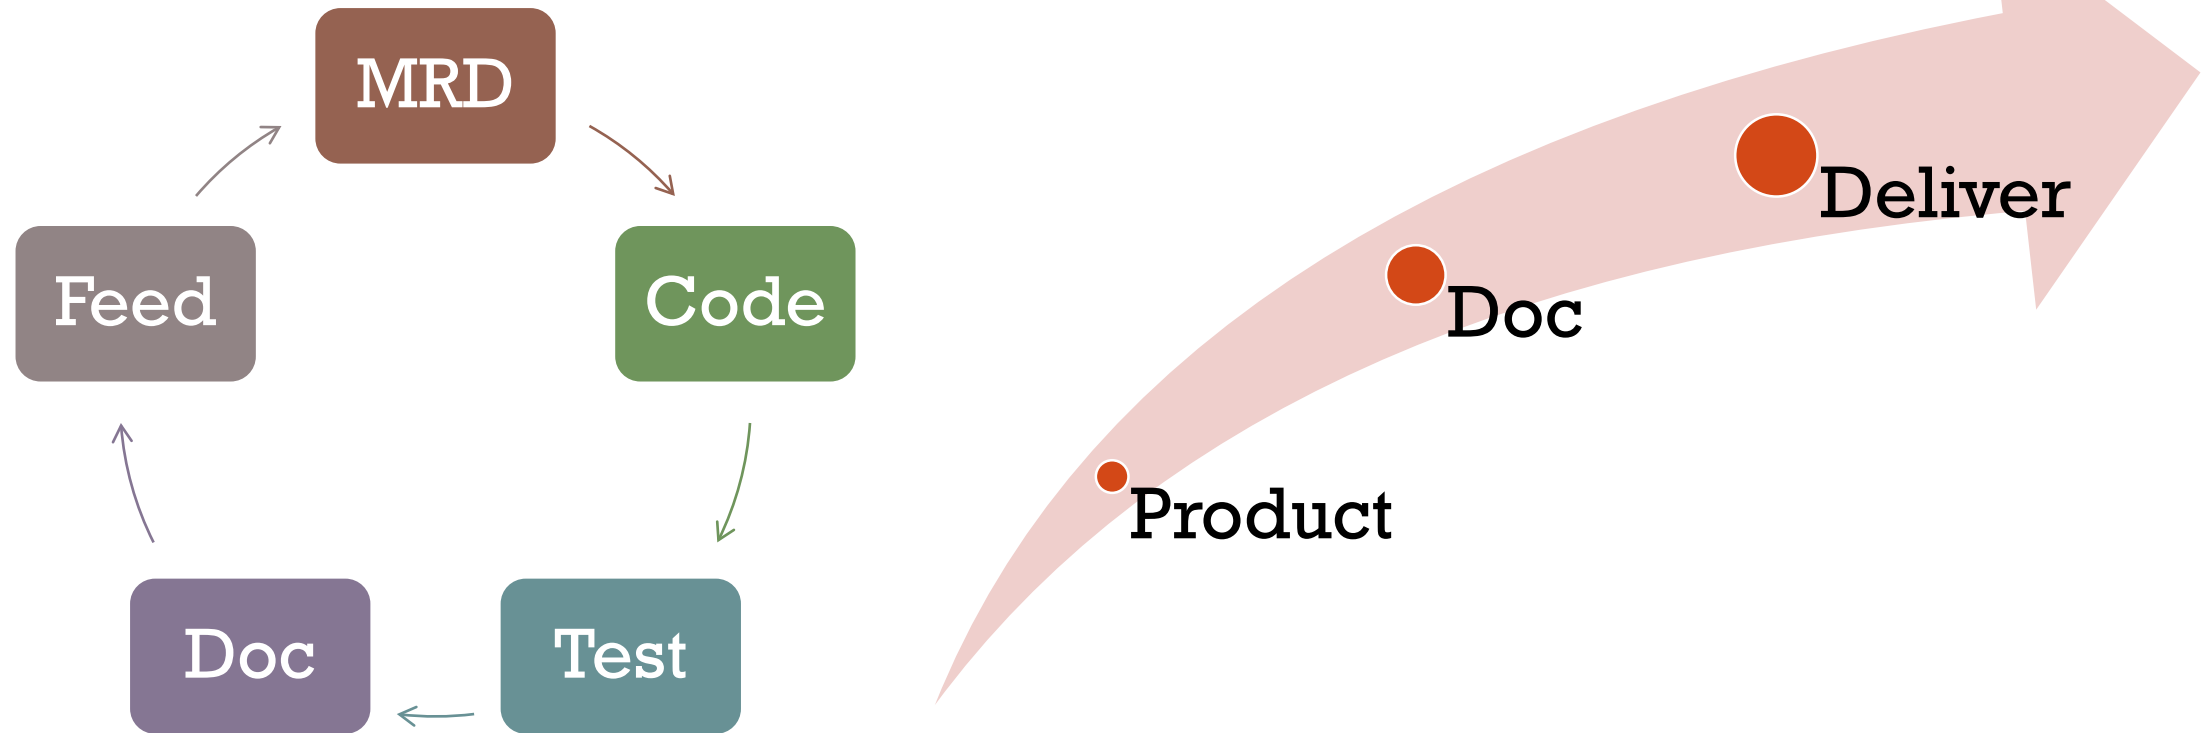 MRD
Code
Test
Doc
Feed
Product
Doc
Deliver